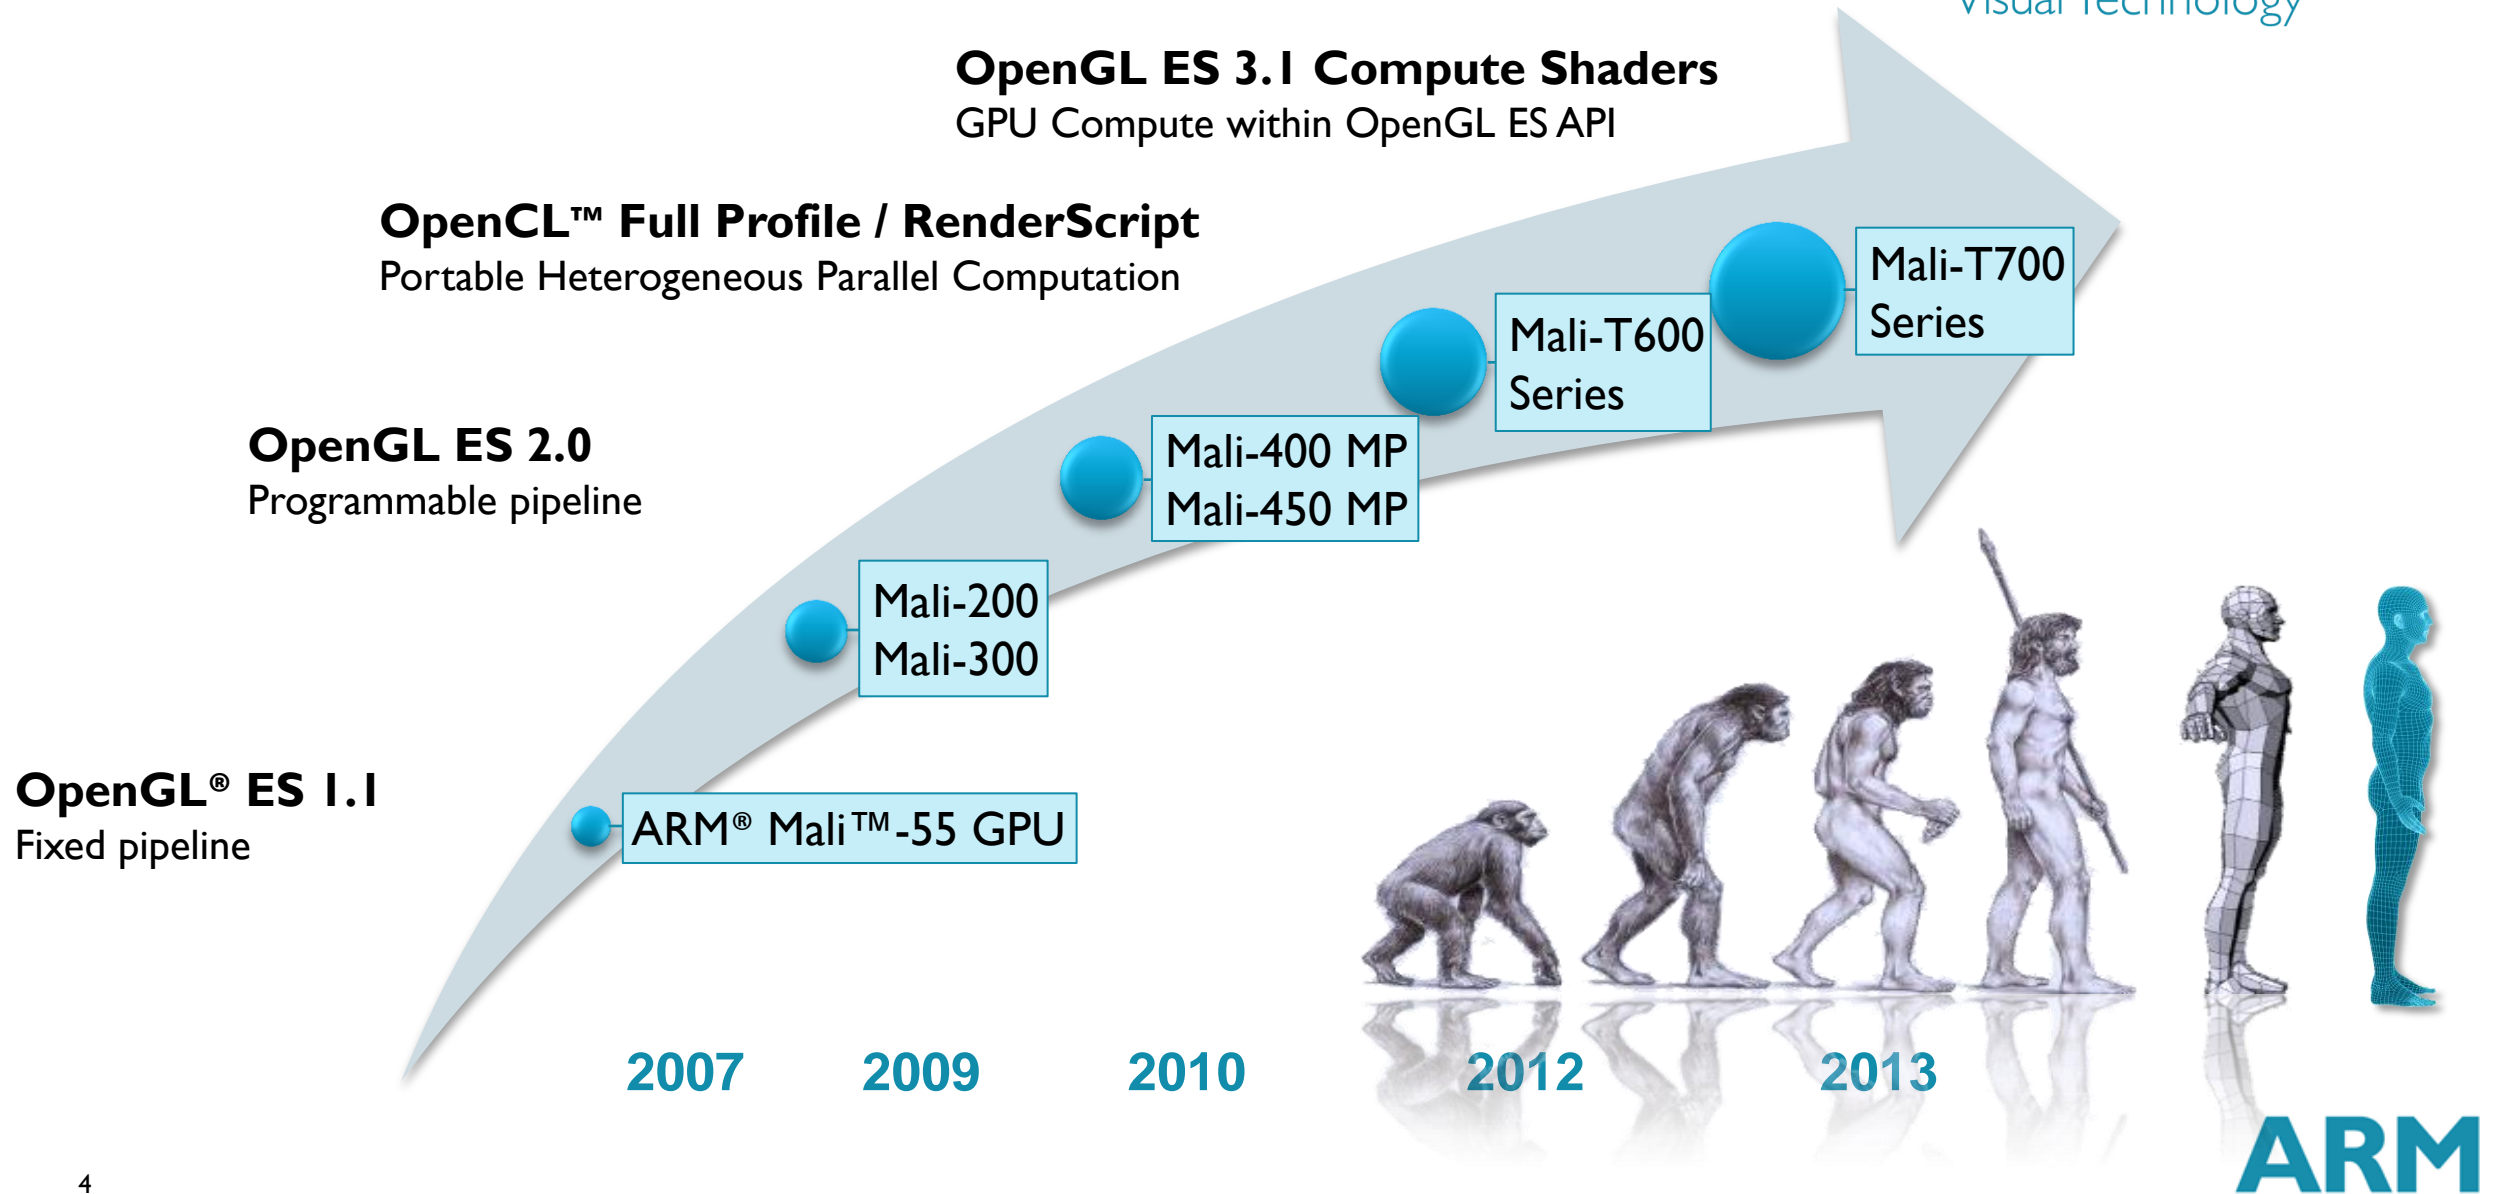 Visual Technology
OpenGL ES 3.1 Compute Shaders
GPU Compute within OpenGL ES API
OpenCL™ Full Profile / RenderScript
Portable Heterogeneous Parallel Computation
Mali-T700
Series
Mali-T600
Series
OpenGL ES 2.0
Programmable pipeline
Mali-400 MP
Mali-450 MP
Mali-200
Mali-300
OpenGL® ES 1.1
Fixed pipeline
ARM® Mali™-55 GPU
2007 2009 2010 2012 2013
ARM
4